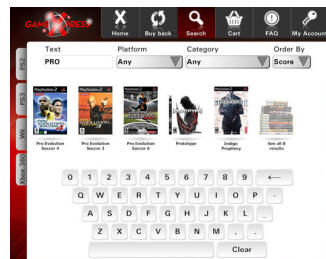 GAME XPRESS
Home Buy back Search Cart FAQ My Account
Text Platform Category Order By
PRO Any Any Score
PS2
PS3
Wii
Xbox 360
Pro Evolution Soccer 4
Pro Evolution Soccer 3
Pro Evolution Soccer 6
Prototype
Indigo Prophecy
See all 8 results
0 1 2 3 4 5 6 7 8 9 ←
Q W E R T Y U I O P -
A S D F G H J K L _
Z X C V B N M , .
Clear